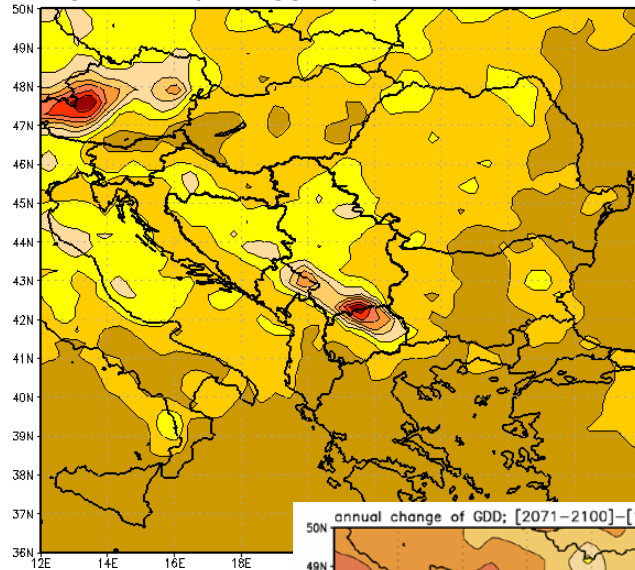 50N
49N
48N
47N
46N
45N
44N
43N
42N
41N
40N
39N
38N
37N
36N
12E 14E 16E 18E
annual change of GDD; [2071-2100]-[
50N
49N